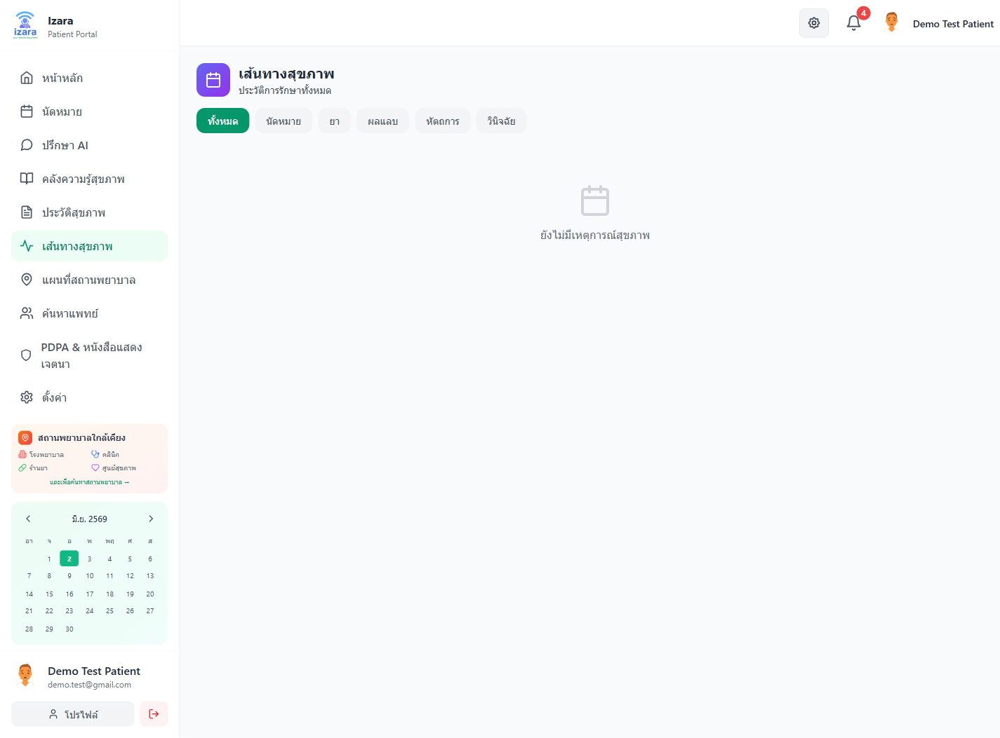 izara
Izara
Patient Portal
หน้าหลัก
นัดหมาย
ปรึกษา AI
คลังความรู้สุขภาพ
ประวัติสุขภาพ
เส้นทางสุขภาพ
แผนที่สถานพยาบาล
ค้นหาแพทย์
PDPA & หนังสือแสดง
เจตนา
ตั้งค่า
สถานพยาบาลใกล้เคียง
โรงพยาบาล คลินิก
ร้านยา ศูนย์สุขภาพ
แตะเพื่อค้นหาสถานพยาบาล →
มิ.ย. 2569
อา จ อ พ พฤ ศ ส
1 2 3 4 5 6
7 8 9 10 11 12 13
14 15 16 17 18 19 20
21 22 23 24 25 26 27
28 29 30
Demo Test Patient
demo.test@gmail.com
โปรไฟล์
4
Demo Test Patient
เส้นทางสุขภาพ
ประวัติการรักษาทั้งหมด
ทั้งหมด นัดหมาย ยา ผลแลบ หัตถการ วินิจฉัย
ยังไม่มีเหตุการณ์สุขภาพ